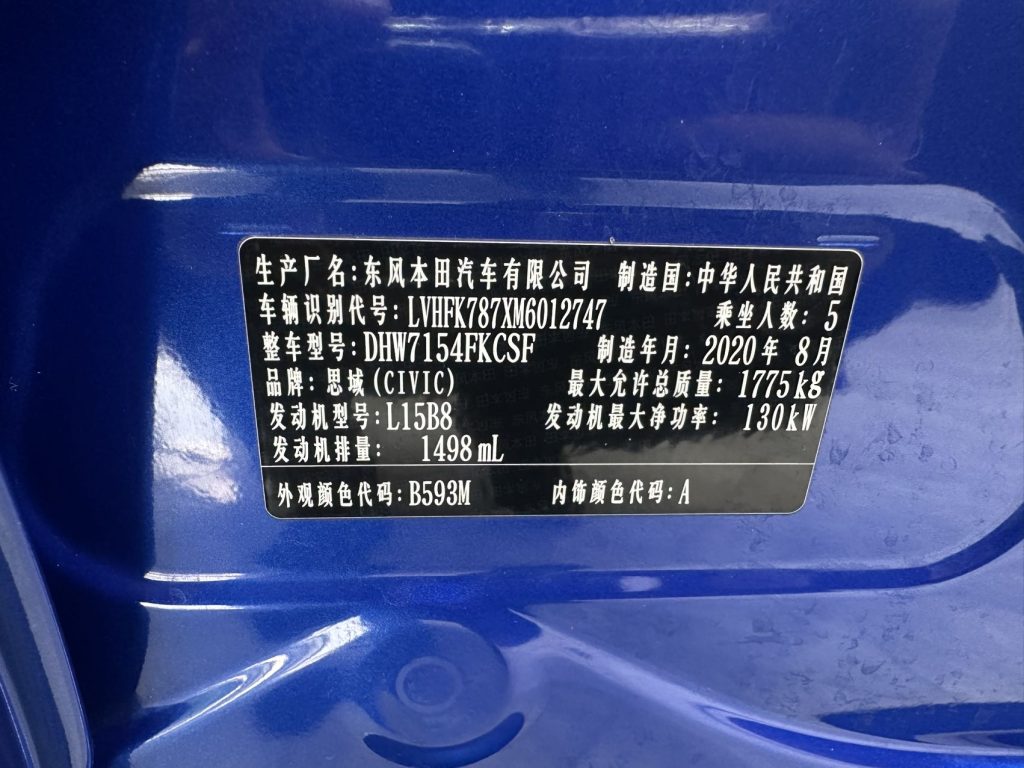 生产厂名：东风本田汽车有限公司 制造国：中华人民共和国
车辆识别代号：LVHFK787XM6012747 乘坐人数：5
整车型号：DHW7154FKCSF 制造年月：2020年 8月
品牌：思域(CIVIC) 最大允许总质量：1775kg
发动机型号：L15B8 发动机最大净功率：130kW
发动机排量： 1498 mL
外观颜色代码：B593M 内饰颜色代码：A